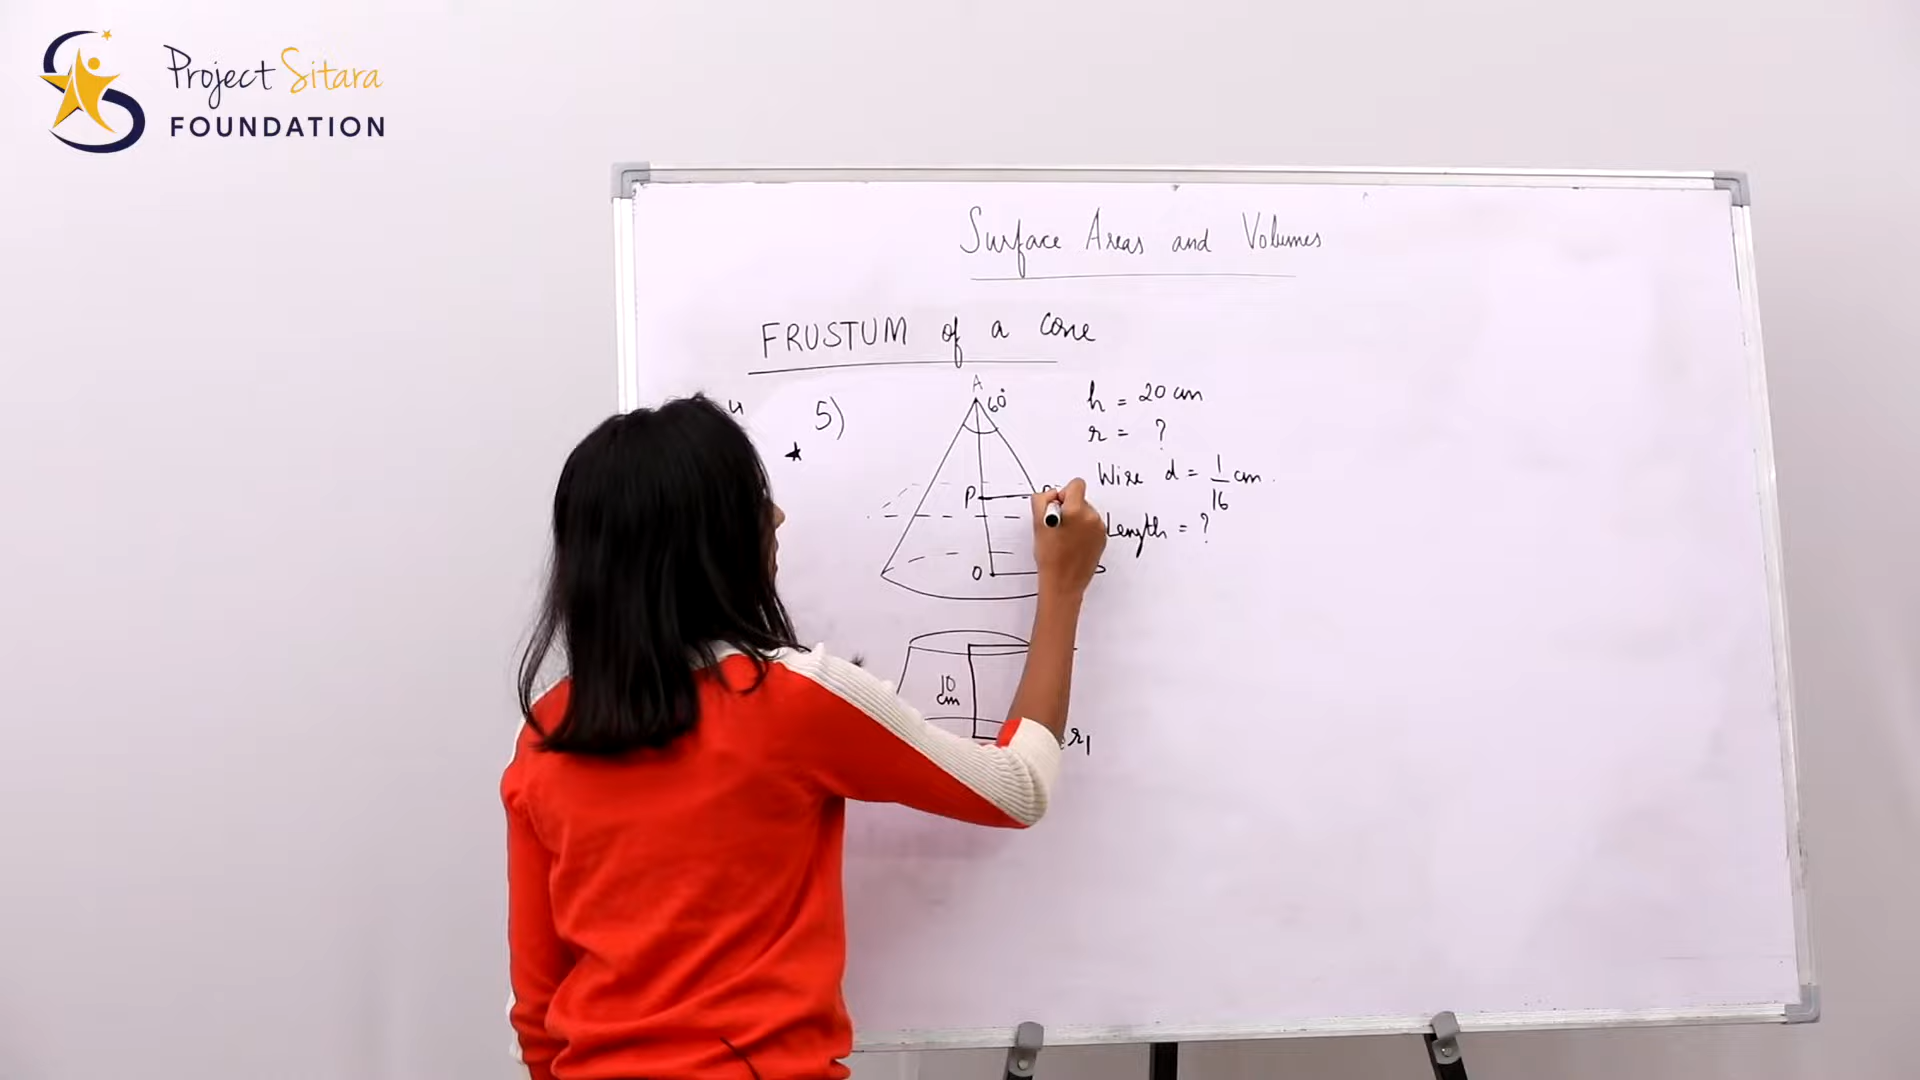 Project Sitara
FOUNDATION
Surface Areas and Volumes
FRUSTUM of a cone
5)
A
60°
h = 20 cm
r = ?
Wire d = 1/16 cm.
Length = ?
P
O
10
cm
r1